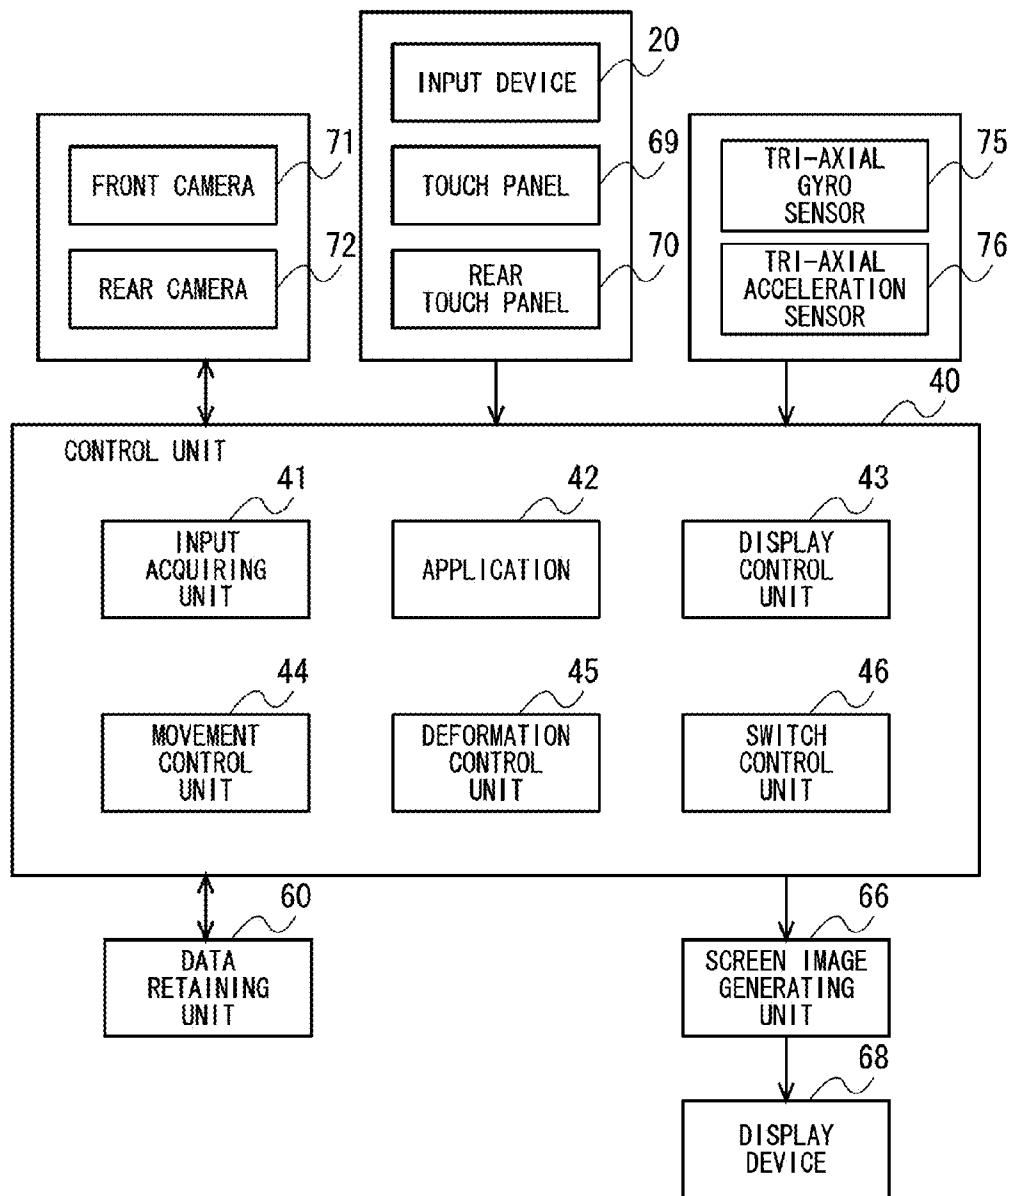 20
INPUT DEVICE
71
FRONT CAMERA
69
TOUCH PANEL
75
TRI-AXIAL
GYRO
SENSOR
72
REAR CAMERA
70
REAR
TOUCH PANEL
76
TRI-AXIAL
ACCELERATION
SENSOR
40
CONTROL UNIT
41
INPUT
ACQUIRING
UNIT
42
APPLICATION
43
DISPLAY
CONTROL
UNIT
44
MOVEMENT
CONTROL
UNIT
45
DEFORMATION
CONTROL
UNIT
46
SWITCH
CONTROL
UNIT
60
DATA
RETAINING
UNIT
66
SCREEN IMAGE
GENERATING
UNIT
68
DISPLAY
DEVICE